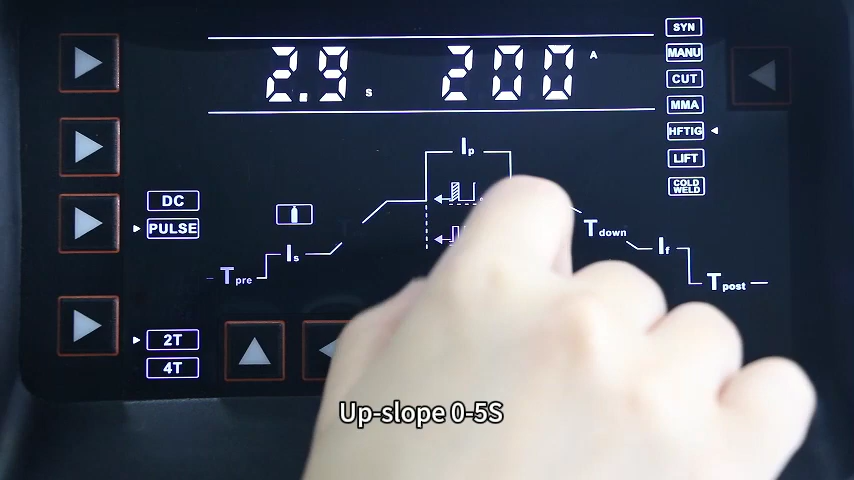 2.9 S 200 A
SYN
MANU
CUT
MMA
HFTIG
LIFT
COLD
WELD
Ip
DC
PULSE
Is
Tpre
Tdown
If
Tpost
2T
4T
Up-slope 0-5S